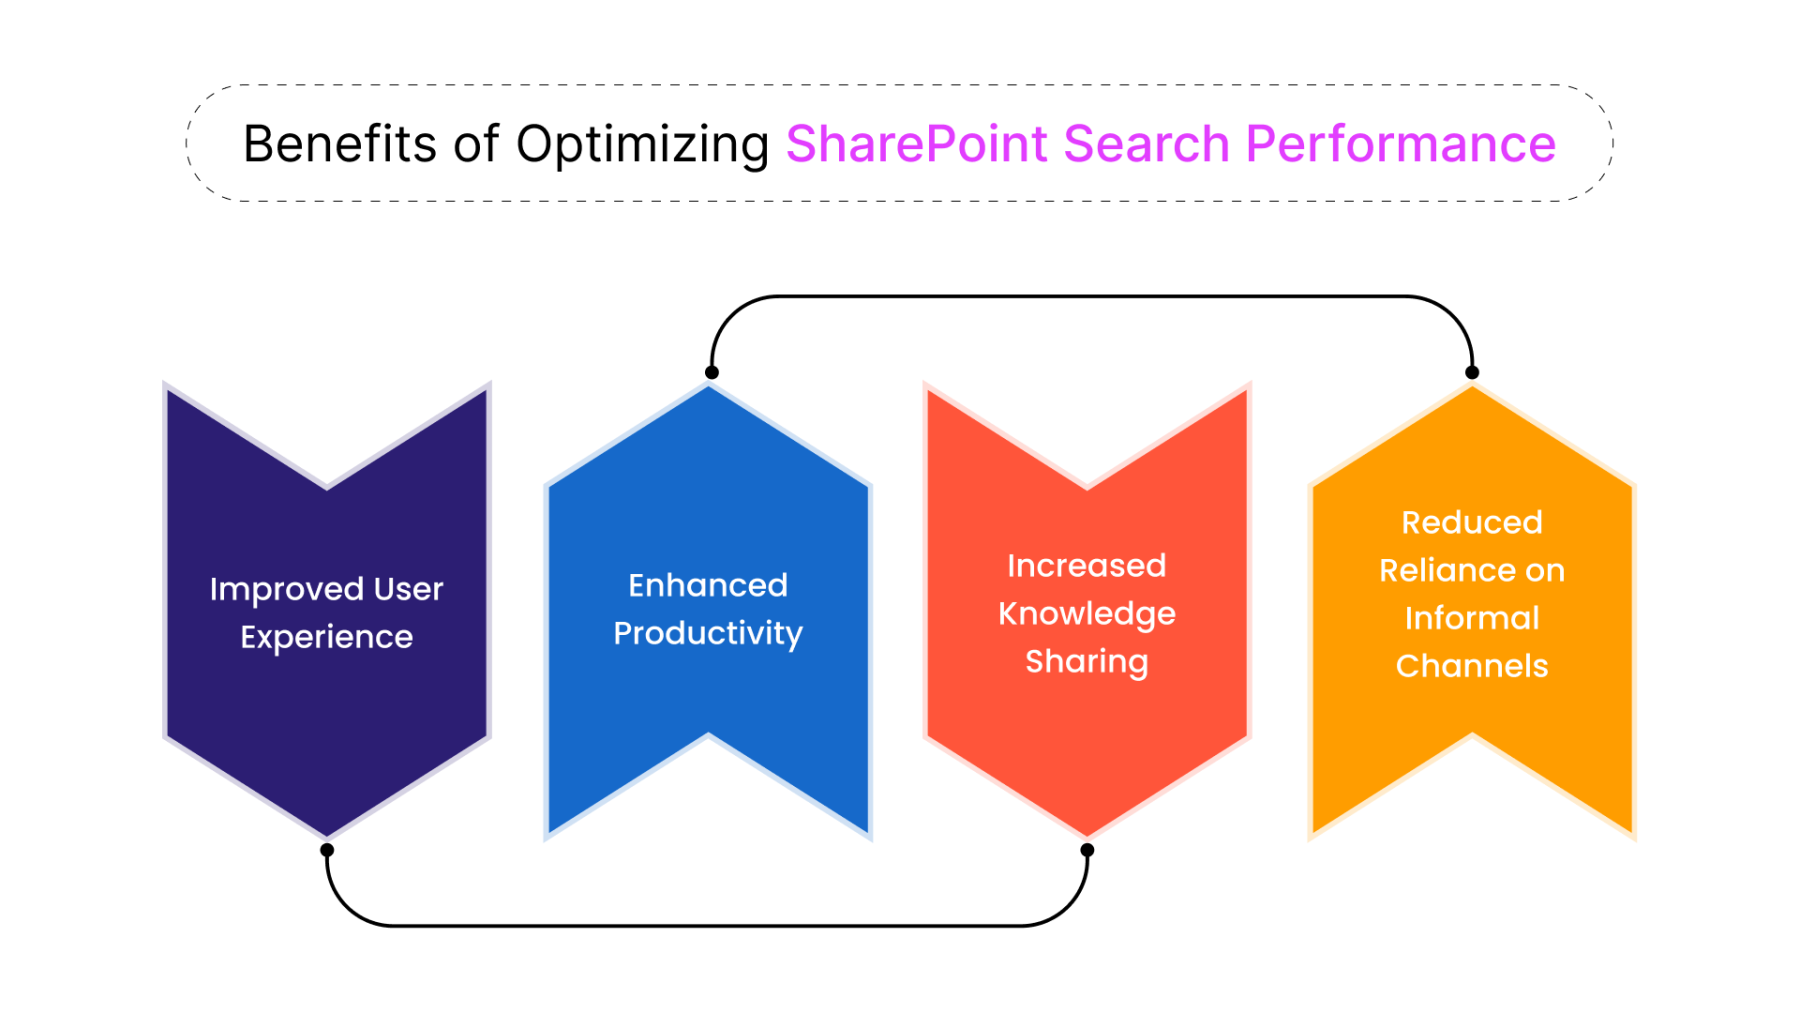 Benefits of Optimizing SharePoint Search Performance
Improved User
Experience
Enhanced
Productivity
Increased
Knowledge
Sharing
Reduced
Reliance on
Informal
Channels